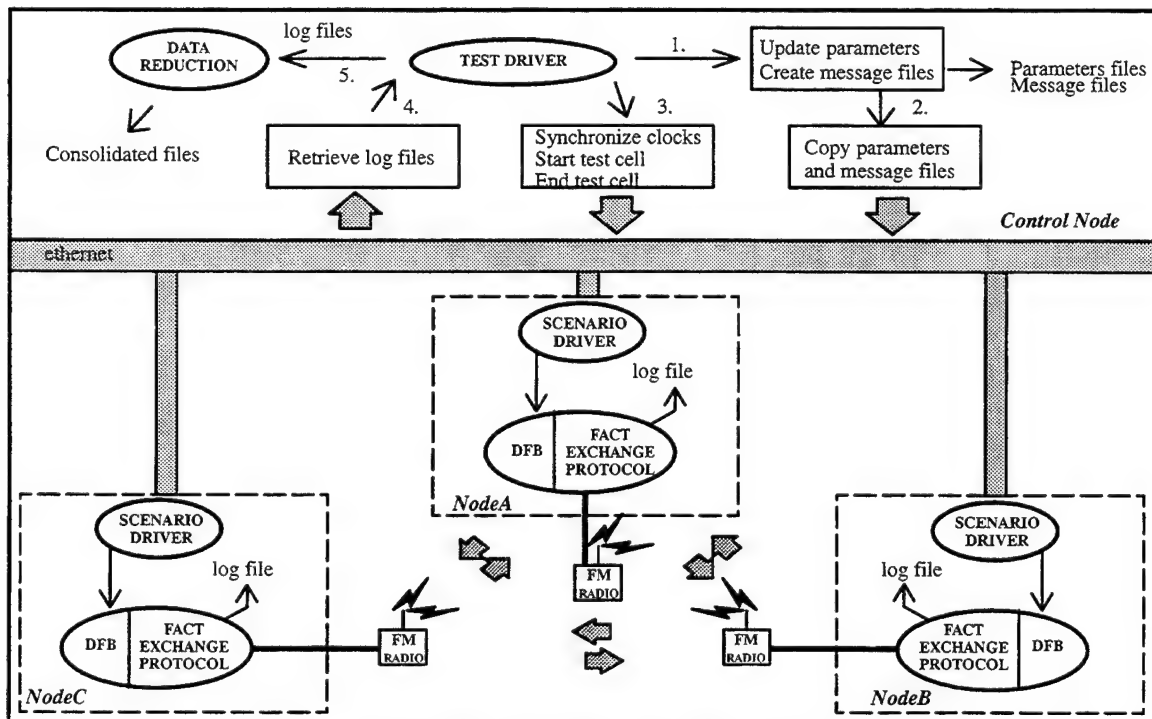 log files
DATA
REDUCTION
5.
TEST DRIVER
1.
Update parameters
Create message files
Parameters files
Message files
4.
3.
2.
Consolidated files
Retrieve log files
Synchronize clocks
Start test cell
End test cell
Copy parameters
and message files
Control Node
ethernet
SCENARIO
DRIVER
log file
DFB
FACT
EXCHANGE
PROTOCOL
NodeA
FM
RADIO
SCENARIO
DRIVER
log file
DFB
FACT
EXCHANGE
PROTOCOL
FM
RADIO
NodeC
SCENARIO
DRIVER
log file
FM
RADIO
FACT
EXCHANGE
PROTOCOL
DFB
NodeB